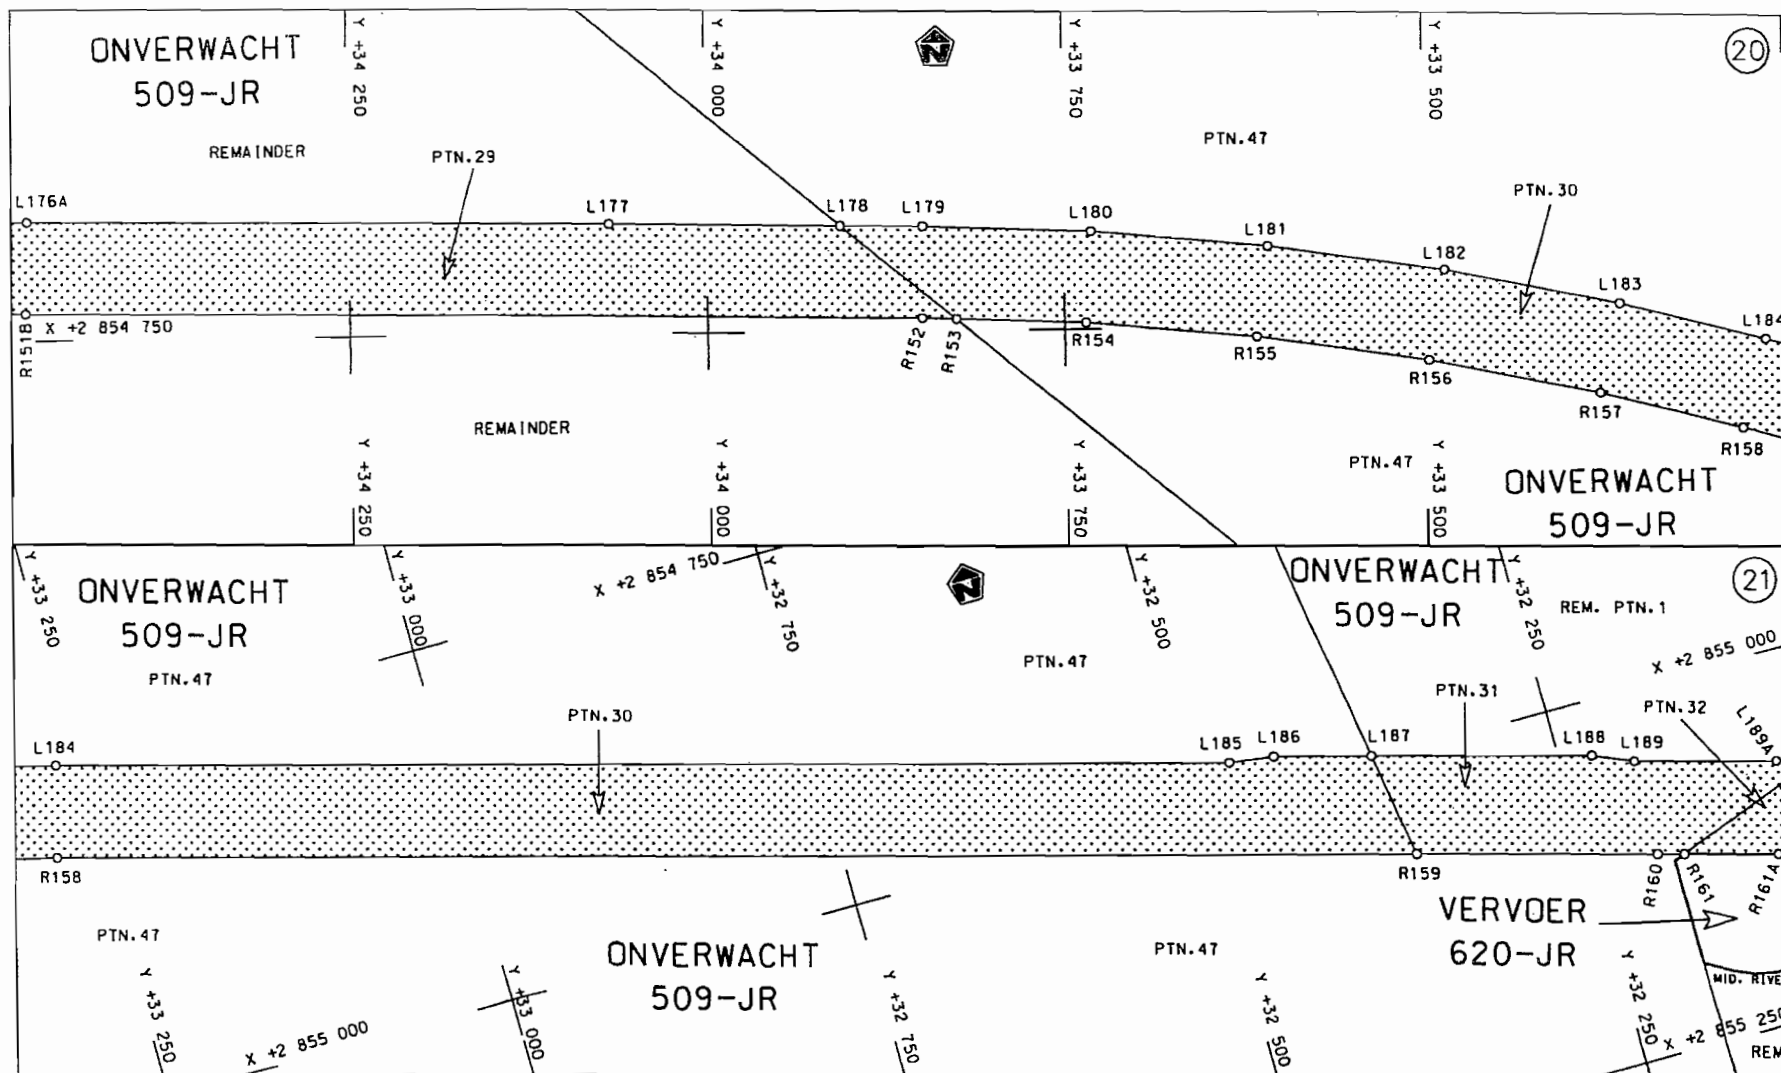 ONVERWACHT
509-JR
Y +34 250
Y +34 000
N
Y +33 750
Y +33 500
20
REMAINDER
PTN.29
PTN.47
PTN.30
L176A
L177
L178
L179
L180
L181
L182
L183
L184
R151B
X +2 854 750
R152
R153
R154
R155
R156
R157
R158
REMAINDER
Y +34 250
Y +34 000
Y +33 750
Y +33 500
PTN.47
ONVERWACHT
509-JR
Y +33 250
ONVERWACHT
509-JR
PTN.47
Y +33 000
X +2 854 750
Y +32 750
N
Y +32 500
ONVERWACHT
509-JR
Y +32 250
REM. PTN.1
21
X +2 855 000
PTN.47
PTN.30
PTN.31
PTN.32
L184
L185
L186
L187
L188
L189
L189A
R158
R159
R160
R161
R161A
VERVOER
620-JR
PTN.47
ONVERWACHT
509-JR
PTN.47
MID. RIVE
Y +33 250
X +2 855 000
Y +33 000
Y +32 750
Y +32 500
Y +32 250
X +2 855 250
REM